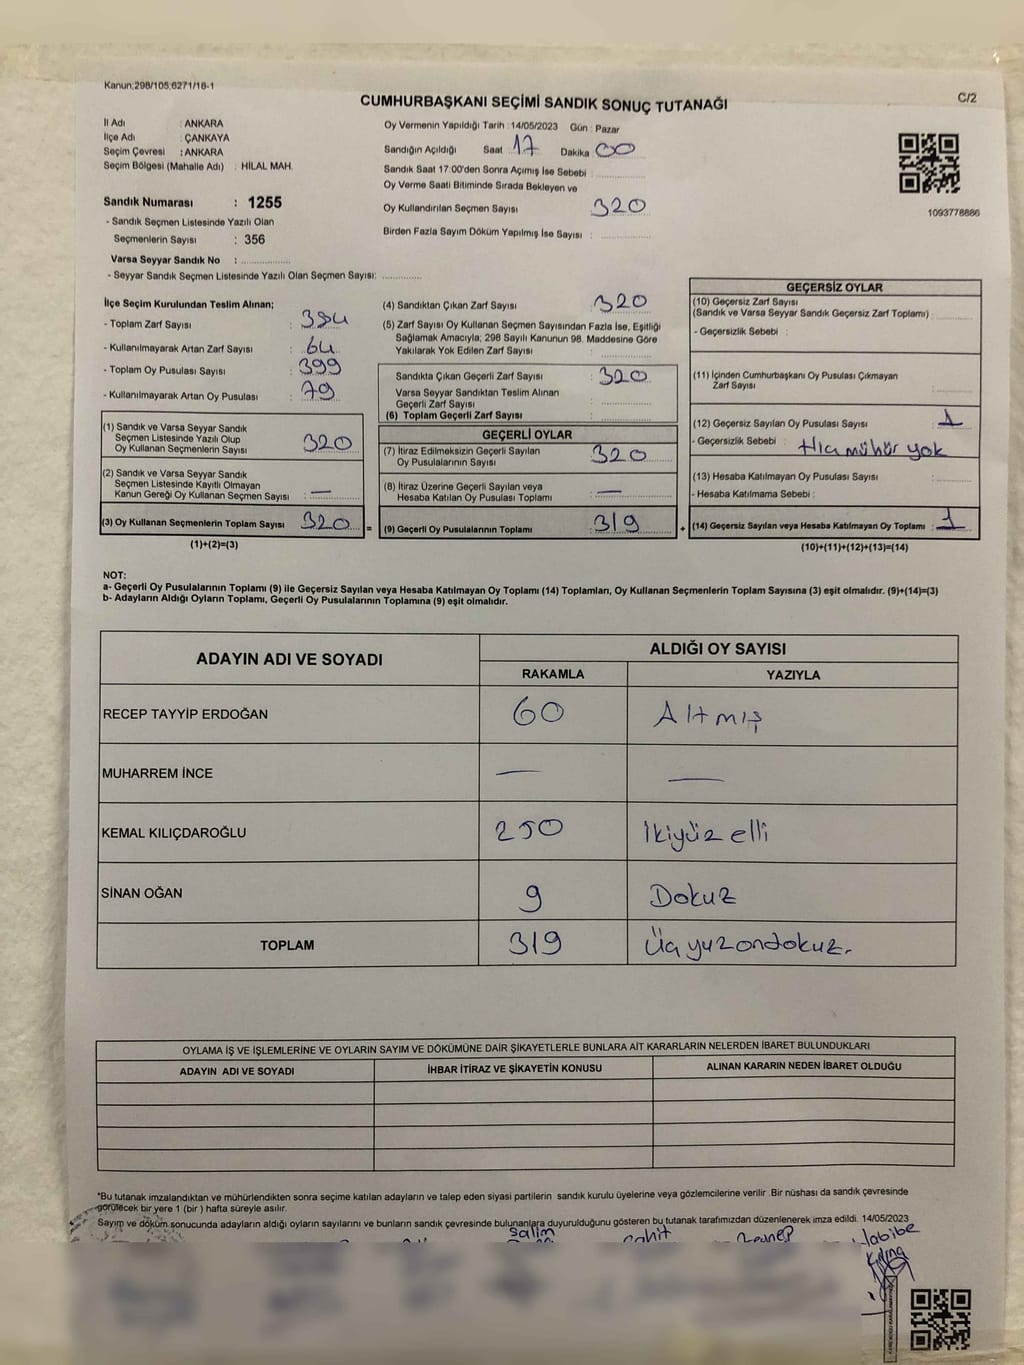 Kanun;298/105,6271/16-1
C/2
CUMHURBAŞKANI SEÇİMİ SANDIK SONUÇ TUTANAĞI
İl Adı : ANKARA
İlçe Adı : ÇANKAYA
Seçim Çevresi : ANKARA
Seçim Bölgesi (Mahalle Adı) : HİLAL MAH.
Sandık Numarası : 1255
- Sandık Seçmen Listesinde Yazılı Olan
Seçmenlerin Sayısı : 356
Varsa Seyyar Sandık No :
- Seyyar Sandık Seçmen Listesinde Yazılı Olan Seçmen Sayısı:
Oy Vermenin Yapıldığı Tarih : 14/05/2023 Gün : Pazar
Sandığın Açıldığı Saat 17 Dakika 00
Sandık Saat 17:00'den Sonra Açımış İse Sebebi :
Oy Verme Saati Bitiminde Sırada Bekleyen ve
Oy Kullandırılan Seçmen Sayısı 320
Birden Fazla Sayım Döküm Yapılmış İse Sayısı :
1093778886
İlçe Seçim Kurulundan Teslim Alınan;
- Toplam Zarf Sayısı : 384
- Kullanılmayarak Artan Zarf Sayısı : 64
- Toplam Oy Pusulası Sayısı : 399
- Kullanılmayarak Artan Oy Pusulası : 79
(1) Sandık ve Varsa Seyyar Sandık
Seçmen Listesinde Yazılı Olup
Oy Kullanan Seçmenlerin Sayısı 320
(2) Sandık ve Varsa Seyyar Sandık
Seçmen Listesinde Kayıtlı Olmayan
Kanun Gereği Oy Kullanan Seçmen Sayısı : —
(3) Oy Kullanan Seçmenlerin Toplam Sayısı 320 =
(1)+(2)=(3)
(4) Sandıktan Çıkan Zarf Sayısı : 320
(5) Zarf Sayısı Oy Kullanan Seçmen Sayısından Fazla İse, Eşitliği
Sağlamak Amacıyla; 298 Sayılı Kanunun 98. Maddesine Göre
Yakılarak Yok Edilen Zarf Sayısı :
Sandıkta Çıkan Geçerli Zarf Sayısı : 320
Varsa Seyyar Sandıktan Teslim Alınan
Geçerli Zarf Sayısı :
(6) Toplam Geçerli Zarf Sayısı :
GEÇERLİ OYLAR
(7) İtiraz Edilmeksizin Geçerli Sayılan
Oy Pusulalarının Sayısı : 320
(8) İtiraz Üzerine Geçerli Sayılan veya
Hesaba Katılan Oy Pusulası Toplamı : —
(9) Geçerli Oy Pusulalarının Toplamı : 319 +
GEÇERSİZ OYLAR
(10) Geçersiz Zarf Sayısı
(Sandık ve Varsa Seyyar Sandık Geçersiz Zarf Toplamı) :
- Geçersizlik Sebebi :
(11) İçinden Cumhurbaşkanı Oy Pusulası Çıkmayan
Zarf Sayısı :
(12) Geçersiz Sayılan Oy Pusulası Sayısı : 1
- Geçersizlik Sebebi : Hiç mühür yok
(13) Hesaba Katılmayan Oy Pusulası Sayısı :
- Hesaba Katılmama Sebebi :
(14) Geçersiz Sayılan veya Hesaba Katılmayan Oy Toplamı : 1
(10)+(11)+(12)+(13)=(14)
NOT:
a- Geçerli Oy Pusulalarının Toplamı (9) ile Geçersiz Sayılan veya Hesaba Katılmayan Oy Toplamı (14) Toplamları, Oy Kullanan Seçmenlerin Toplam Sayısına (3) eşit olmalıdır. (9)+(14)=(3)
b- Adayların Aldığı Oyların Toplamı, Geçerli Oy Pusulalarının Toplamına (9) eşit olmalıdır.
ADAYIN ADI VE SOYADI
ALDIĞI OY SAYISI
RAKAMLA YAZIYLA
RECEP TAYYİP ERDOĞAN 60 Altmış
MUHARREM İNCE — —
KEMAL KILIÇDAROĞLU 250 İkiyüz elli
SİNAN OĞAN 9 Dokuz
TOPLAM 319 Üçyüzondokuz.
OYLAMA İŞ VE İŞLEMLERİNE VE OYLARIN SAYIM VE DÖKÜMÜNE DAİR ŞİKAYETLERLE BUNLARA AİT KARARLARIN NELERDEN İBARET BULUNDUKLARI
ADAYIN ADI VE SOYADI İHBAR İTİRAZ VE ŞİKAYETİN KONUSU ALINAN KARARIN NEDEN İBARET OLDUĞU
"Bu tutanak imzalandıktan ve mühürlendikten sonra seçime katılan adayların ve talep eden siyasi partilerin sandık kurulu üyelerine veya gözlemcilerine verilir. Bir nüshası da sandık çevresinde
görülecek bir yere 1 (bir ) hafta süreyle asılır.
Sayım ve döküm sonucunda adayların aldığı oyların sayılarını ve bunların sandık çevresinde bulunanlara duyurulduğunu gösteren bu tutanak tarafımızdan düzenlenerek imza edildi. 14/05/2023
Salim Cahit Zeynep Habibe